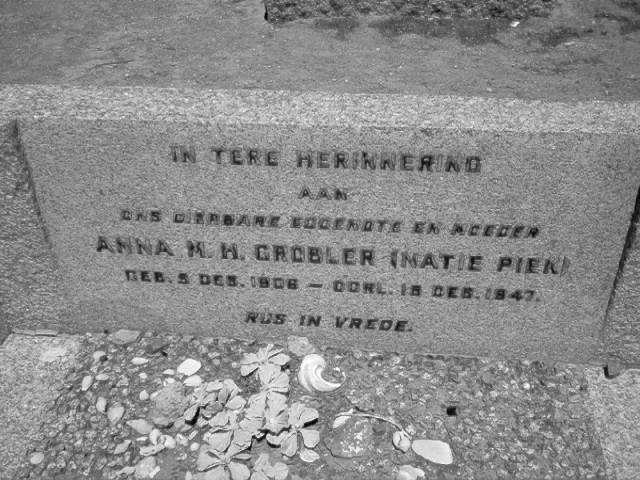 IN TERE HERINNERING
AAN
ONS DIERBARE EGGENOTE EN MOEDER
ANNA M. H. GROBLER (NATIE PIEK)
GEB. 5 DES. 1906 — OORL. 16 DES. 1947.
RUS IN VREDE.